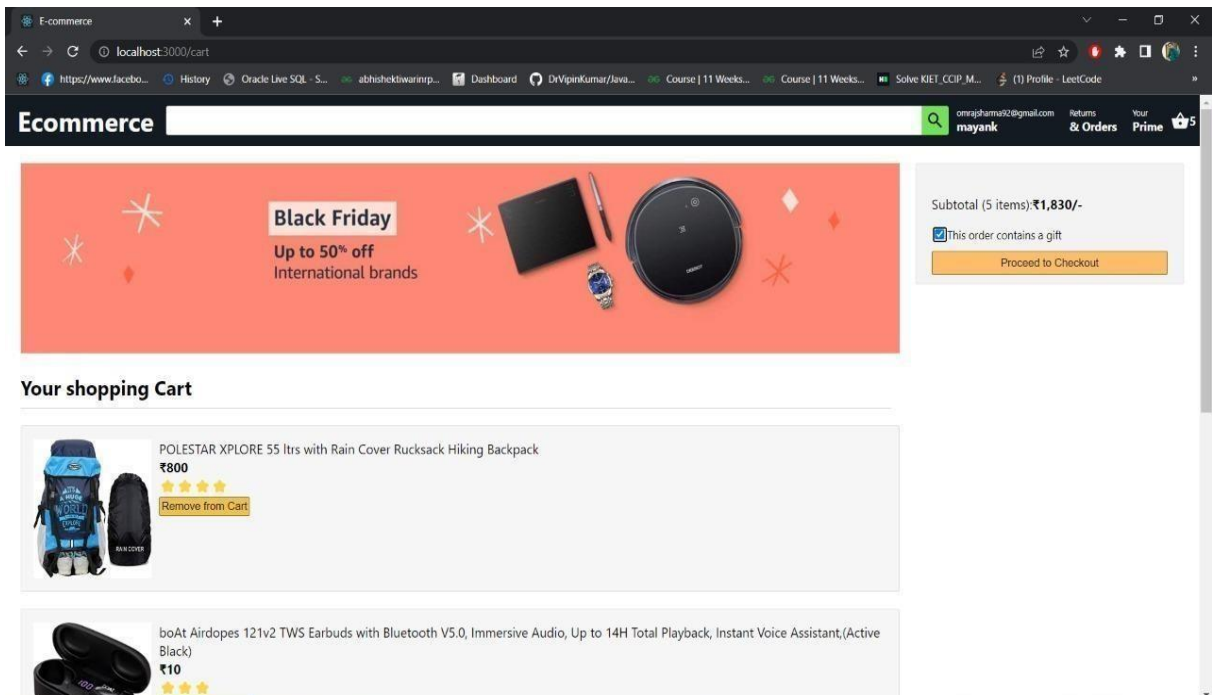 E-commerce
localhost:3000/cart
https://www.facebo...
History
Oracle Live SQL - S...
abhishektiwarinrp...
Dashboard
DrVipinKumar/Java...
Course | 11 Weeks...
Course | 11 Weeks...
Solve KIET_CCIP_M...
(1) Profile - LeetCode
»
Ecommerce
omrajsharma92@gmail.com
mayank
Returns
& Orders
Your
Prime
5
Black Friday
Up to 50% off
International brands
Subtotal (5 items):₹1,830/-
This order contains a gift
Proceed to Checkout
Your shopping Cart
POLESTAR XPLORE 55 ltrs with Rain Cover Rucksack Hiking Backpack
₹800
Remove from Cart
RAIN COVER
boAt Airdopes 121v2 TWS Earbuds with Bluetooth V5.0, Immersive Audio, Up to 14H Total Playback, Instant Voice Assistant,(Active
Black)
₹10